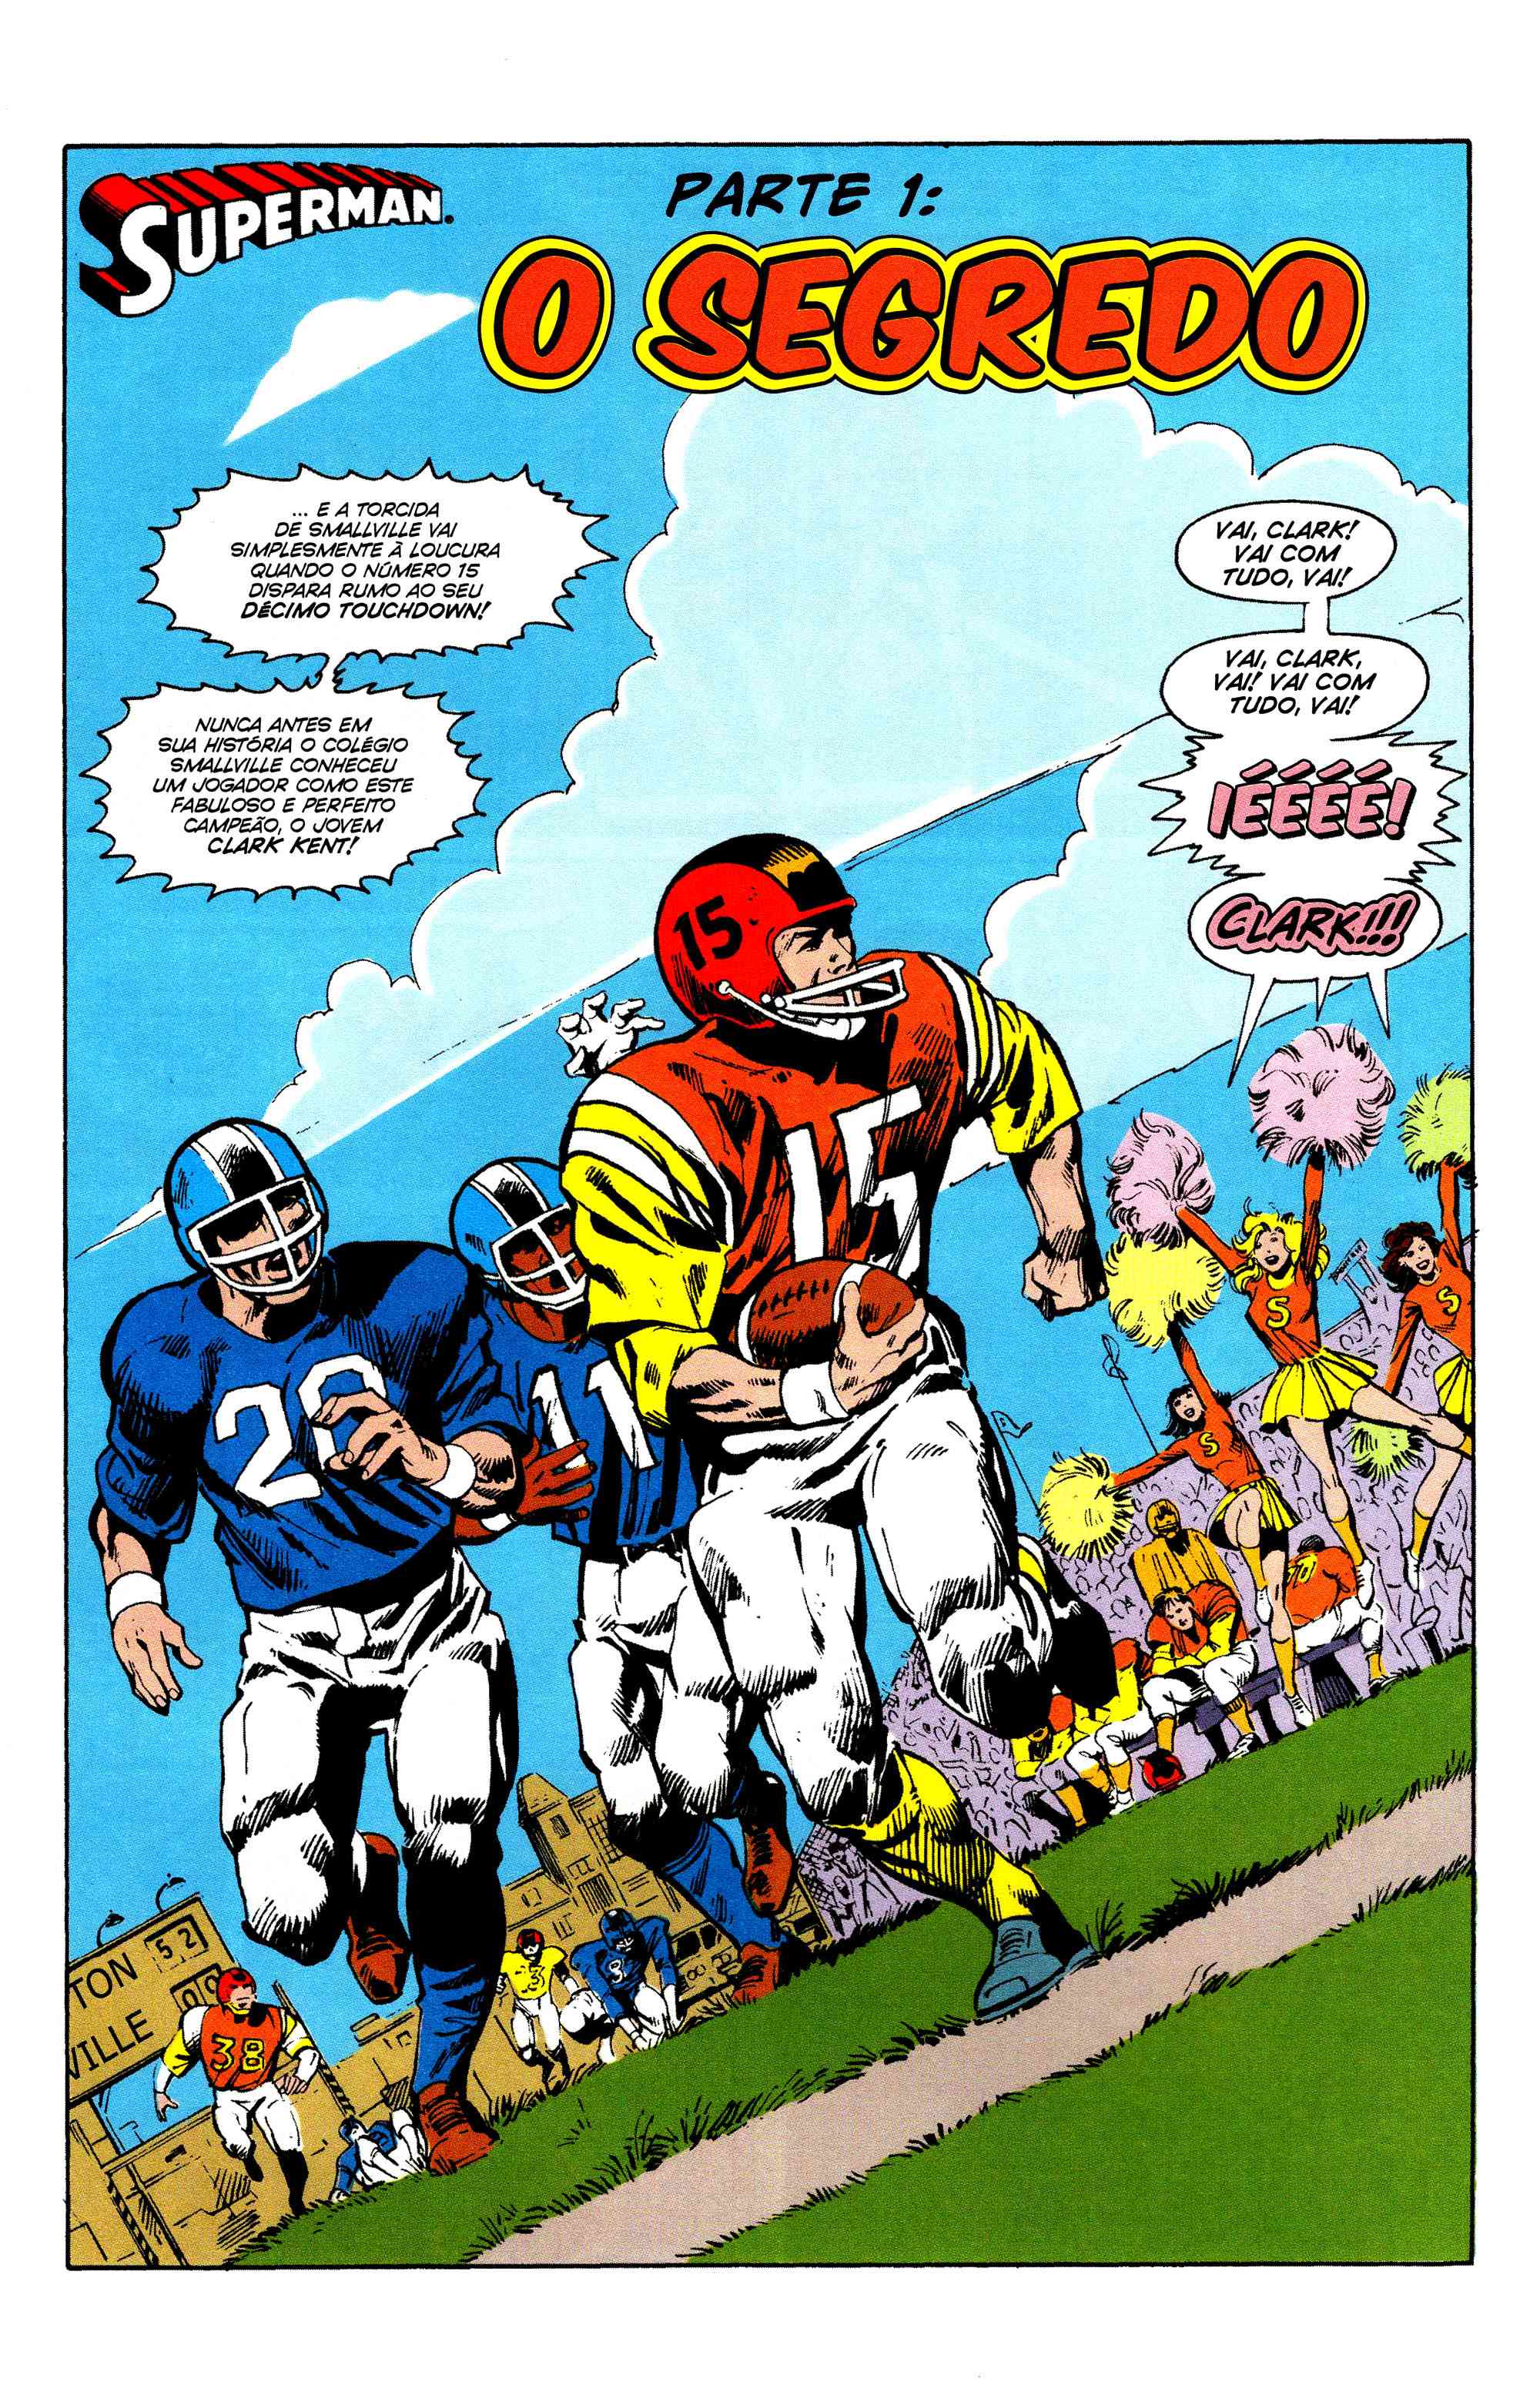 SUPERMAN.
PARTE 1:
O SEGREDO
... E A TORCIDA
DE SMALLVILLE VAI
SIMPLESMENTE À LOUCURA
QUANDO O NÚMERO 15
DISPARA RUMO AO SEU
DÉCIMO TOUCHDOWN!
NUNCA ANTES EM
SUA HISTÓRIA O COLÉGIO
SMALLVILLE CONHECEU
UM JOGADOR COMO ESTE
FABULOSO E PERFEITO
CAMPEÃO, O JOVEM
CLARK KENT!
VAI, CLARK!
VAI COM
TUDO, VAI!
VAI, CLARK,
VAI! VAI COM
TUDO, VAI!
IÉÉÉÉ!
CLARK!!!
15
15
20
11
S
S
S
TON 52
VILLE
38
3
8